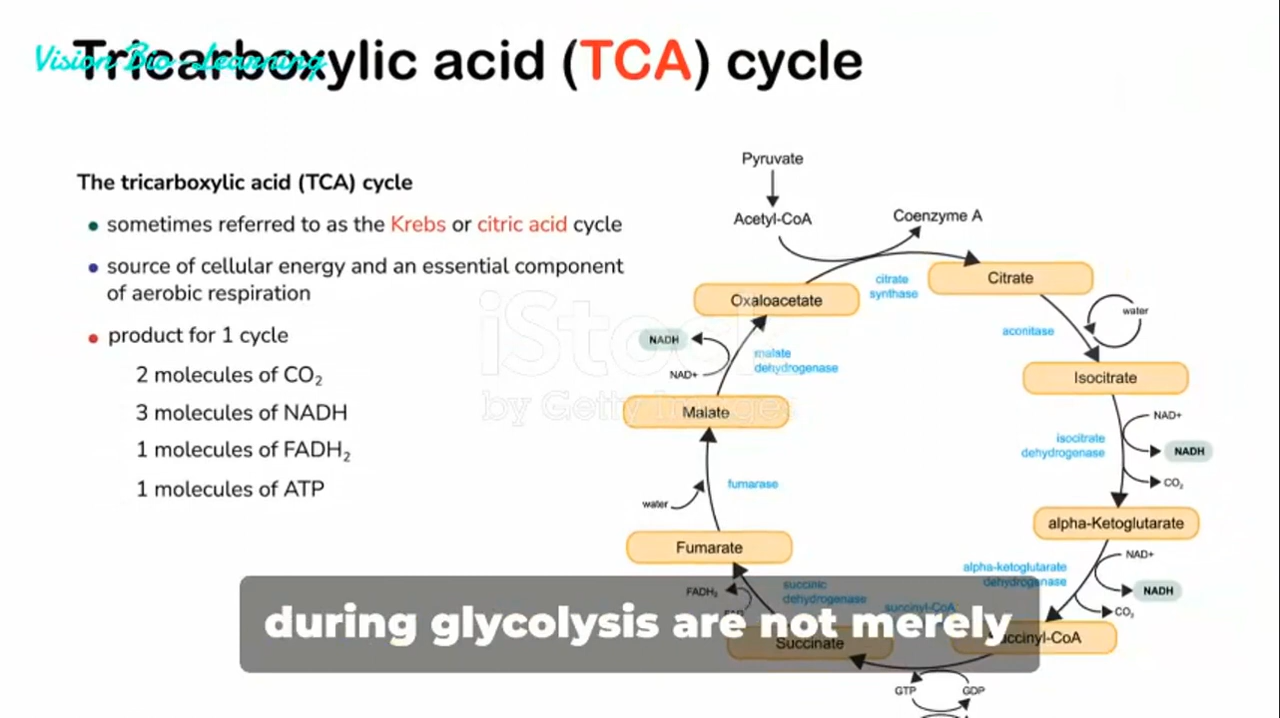 Vision Bio-Learning
Tricarboxylic acid (TCA) cycle
The tricarboxylic acid (TCA) cycle
sometimes referred to as the Krebs or citric acid cycle
source of cellular energy and an essential component
of aerobic respiration
product for 1 cycle
2 molecules of CO₂
3 molecules of NADH
1 molecules of FADH₂
1 molecules of ATP
iStock
by Getty Images
Pyruvate
Acetyl-CoA
Coenzyme A
citrate
synthase
Citrate
water
aconitase
Isocitrate
NAD+
isocitrate
dehydrogenase
NADH
CO₂
alpha-Ketoglutarate
NAD+
alpha-ketoglutarate
dehydrogenase
NADH
CO₂
Succinyl-CoA
succinyl-CoA
GTP
GDP
Succinate
succinic
dehydrogenase
FADH₂
FAD
Fumarate
water
fumarase
Malate
NAD+
NADH
malate
dehydrogenase
Oxaloacetate
during glycolysis are not merely